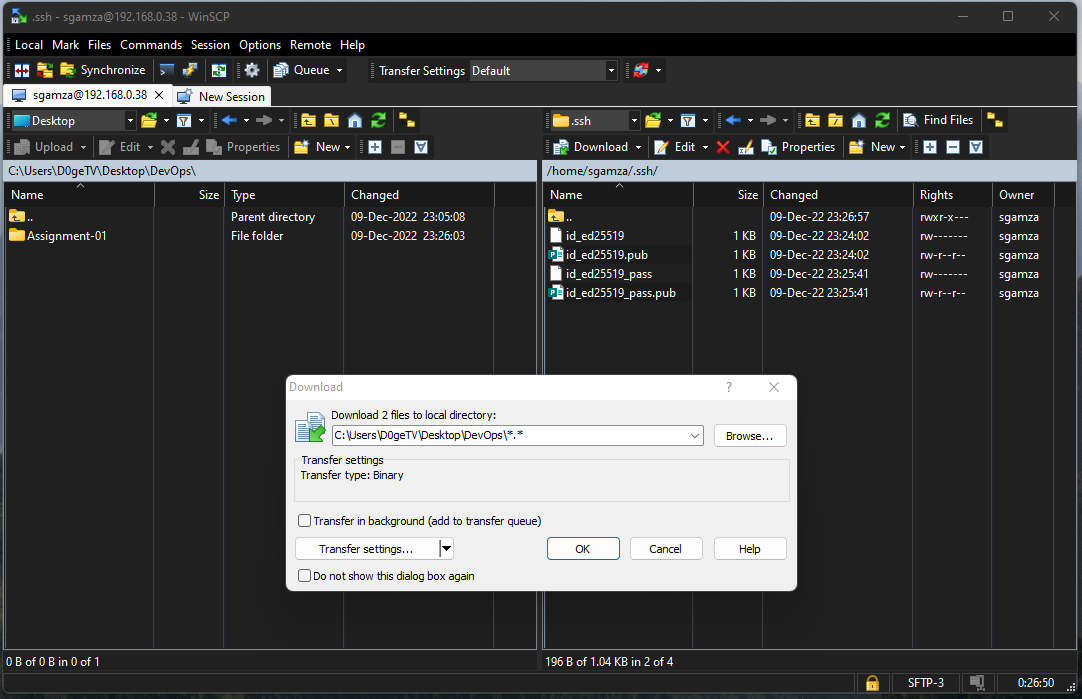 .ssh - sgamza@192.168.0.38 - WinSCP
Local Mark Files Commands Session Options Remote Help
Synchronize Queue Transfer Settings Default
sgamza@192.168.0.38 New Session
Desktop .ssh Find Files
Upload Edit Properties New Download Edit Properties New
C:\Users\D0geTV\Desktop\DevOps\ /home/sgamza/.ssh/
Name Size Type Changed Name Size Changed Rights Owner
.. Parent directory 09-Dec-2022 23:05:08 .. 09-Dec-22 23:26:57 rwxr-x--- sgamza
Assignment-01 File folder 09-Dec-2022 23:26:03 id_ed25519 1 KB 09-Dec-22 23:24:02 rw------- sgamza
id_ed25519.pub 1 KB 09-Dec-22 23:24:02 rw-r--r-- sgamza
id_ed25519_pass 1 KB 09-Dec-22 23:25:41 rw------- sgamza
id_ed25519_pass.pub 1 KB 09-Dec-22 23:25:41 rw-r--r-- sgamza
Download ?
Download 2 files to local directory:
C:\Users\D0geTV\Desktop\DevOps\*.* Browse...
Transfer settings
Transfer type: Binary
Transfer in background (add to transfer queue)
Transfer settings... OK Cancel Help
Do not show this dialog box again
0 B of 0 B in 0 of 1 196 B of 1.04 KB in 2 of 4
SFTP-3 0:26:50